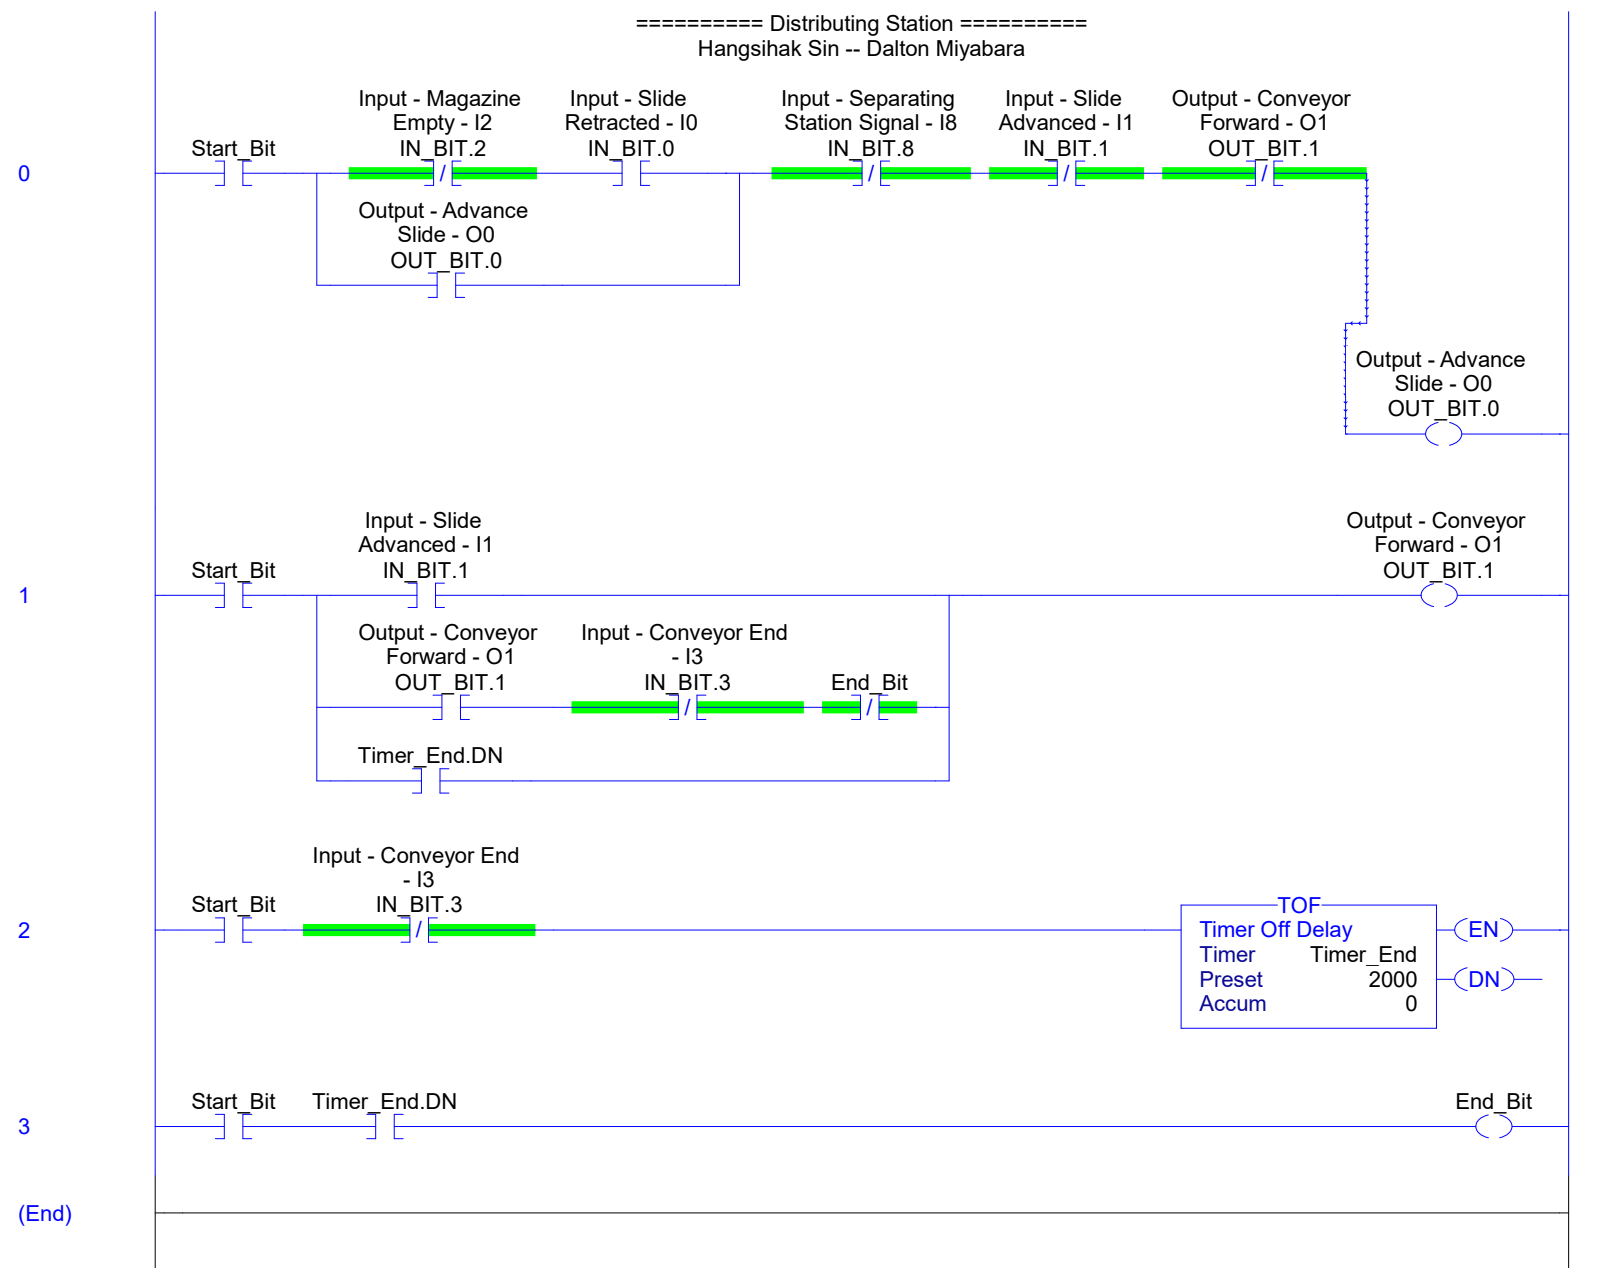 ========== Distributing Station ==========
Hangsihak Sin -- Dalton Miyabara
Input - Magazine
Empty - I2
IN_BIT.2
Input - Slide
Retracted - I0
IN_BIT.0
Input - Separating
Station Signal - I8
IN_BIT.8
Input - Slide
Advanced - I1
IN_BIT.1
Output - Conveyor
Forward - O1
OUT_BIT.1
Start_Bit
0
/
/
/
/
Output - Advance
Slide - O0
OUT_BIT.0
Output - Advance
Slide - O0
OUT_BIT.0
Input - Slide
Advanced - I1
IN_BIT.1
Output - Conveyor
Forward - O1
OUT_BIT.1
Start_Bit
1
Output - Conveyor
Forward - O1
OUT_BIT.1
Input - Conveyor End
- I3
IN_BIT.3
End_Bit
/
/
Timer_End.DN
Input - Conveyor End
- I3
IN_BIT.3
Start_Bit
2
/
TOF
Timer Off Delay
Timer Timer_End
Preset 2000
Accum 0
EN
DN
Start_Bit
Timer_End.DN
End_Bit
3
(End)